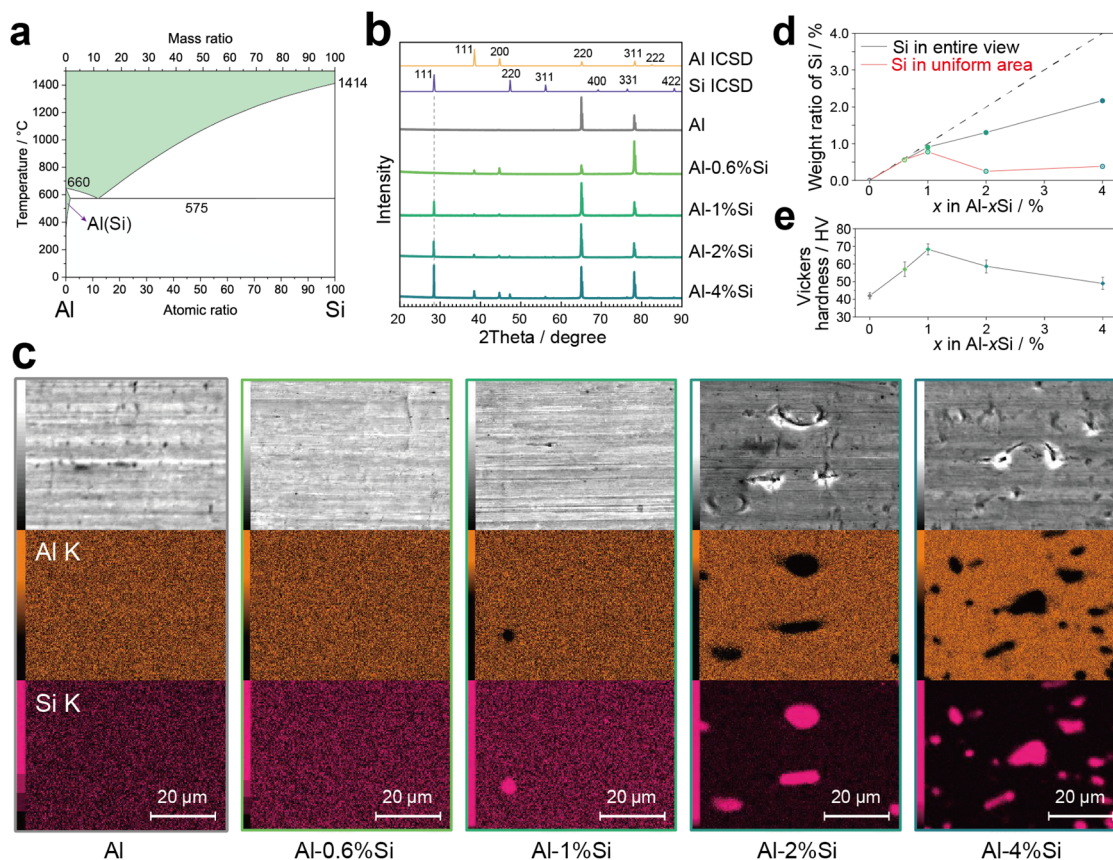 a
Mass ratio
0 10 20 30 40 50 60 70 80 90 100
Temperature / °C
1400
1200
1000
800
600
400
200
0
1414
660
575
Al(Si)
0 10 20 30 40 50 60 70 80 90 100
Al Atomic ratio Si
b
111 200 220 311 222 Al ICSD
111 220 311 400 331 422 Si ICSD
Al
Al-0.6%Si
Al-1%Si
Al-2%Si
Al-4%Si
Intensity
20 30 40 50 60 70 80 90
2Theta / degree
d
Weight ratio of Si / %
4.0
3.0
2.0
1.0
0.0
Si in entire view
Si in uniform area
0 1 2 3 4
x in Al-xSi / %
e
Vickers
hardness / HV
80
70
60
50
40
30
0 1 2 3 4
x in Al-xSi / %
c
Al K
Si K
20 µm 20 µm 20 µm 20 µm 20 µm
Al Al-0.6%Si Al-1%Si Al-2%Si Al-4%Si